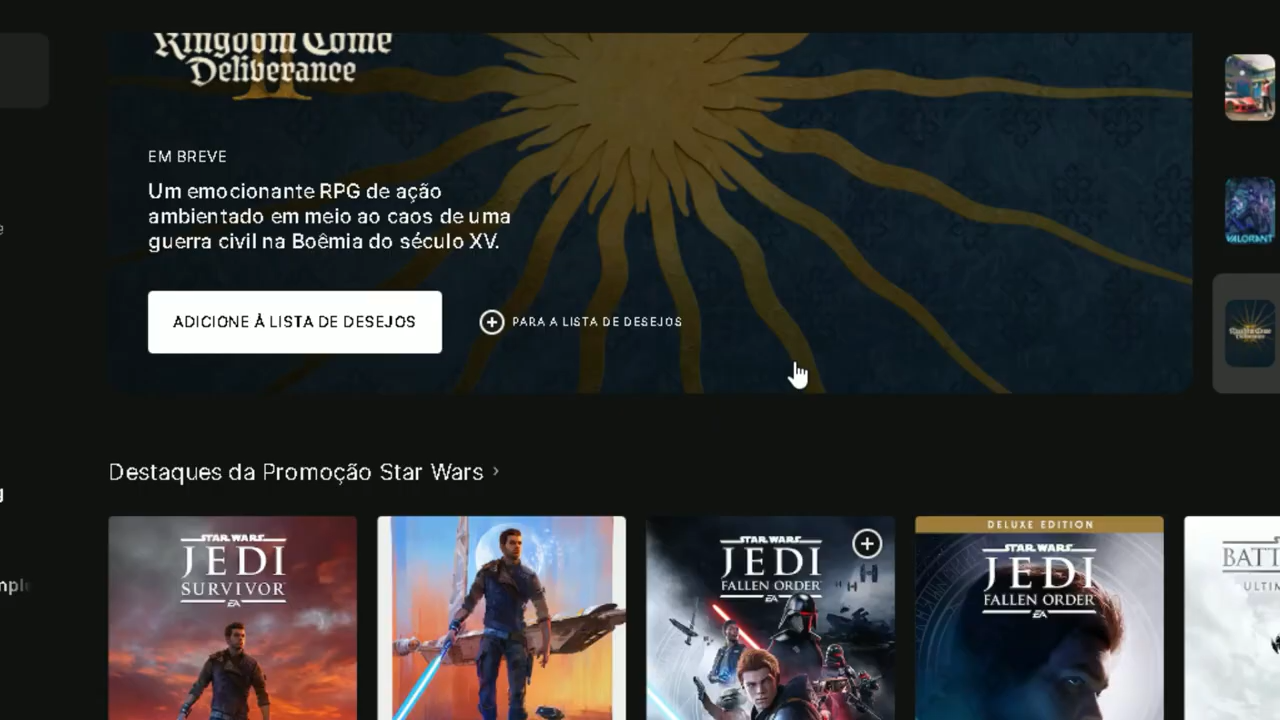 Kingdom Come
Deliverance
II
EM BREVE
Um emocionante RPG de ação
ambientado em meio ao caos de uma
guerra civil na Boêmia do século XV.
ADICIONE À LISTA DE DESEJOS
PARA A LISTA DE DESEJOS
VALORANT
Kingdom Come
Deliverance
Destaques da Promoção Star Wars
STAR WARS
JEDI
SURVIVOR
EA
STAR WARS
JEDI
FALLEN ORDER
EA
DELUXE EDITION
STAR WARS
JEDI
FALLEN ORDER
EA